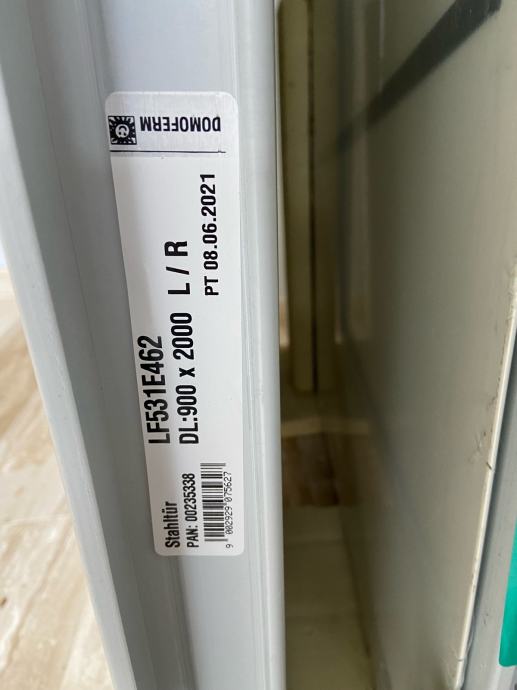 DOMOFERM
LF531E462
DL:900 x 2000 L / R
PT 08.06.2021
Stahltür
PAN: 00235338
9 002929 075627